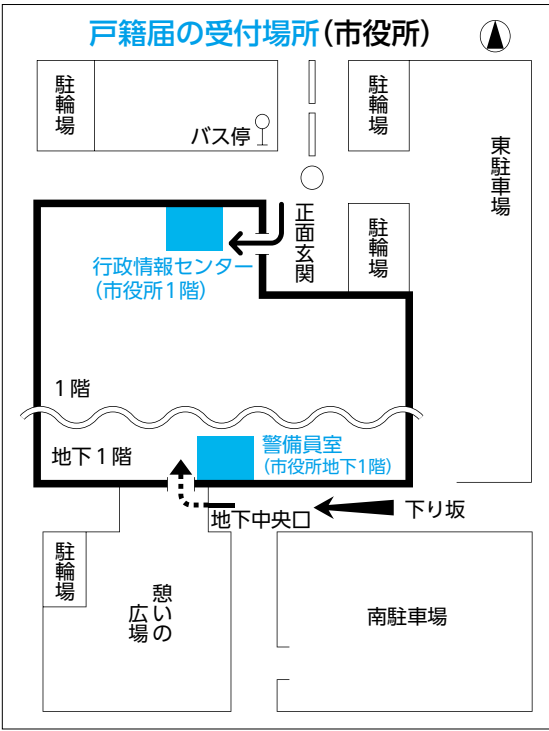 戸籍届の受付場所(市役所)
駐輪場
バス停
駐輪場
東駐車場
正面玄関
駐輪場
行政情報センター
(市役所1階)
1階
地下1階
警備員室
(市役所地下1階)
地下中央口
下り坂
駐輪場
憩いの
広場
南駐車場